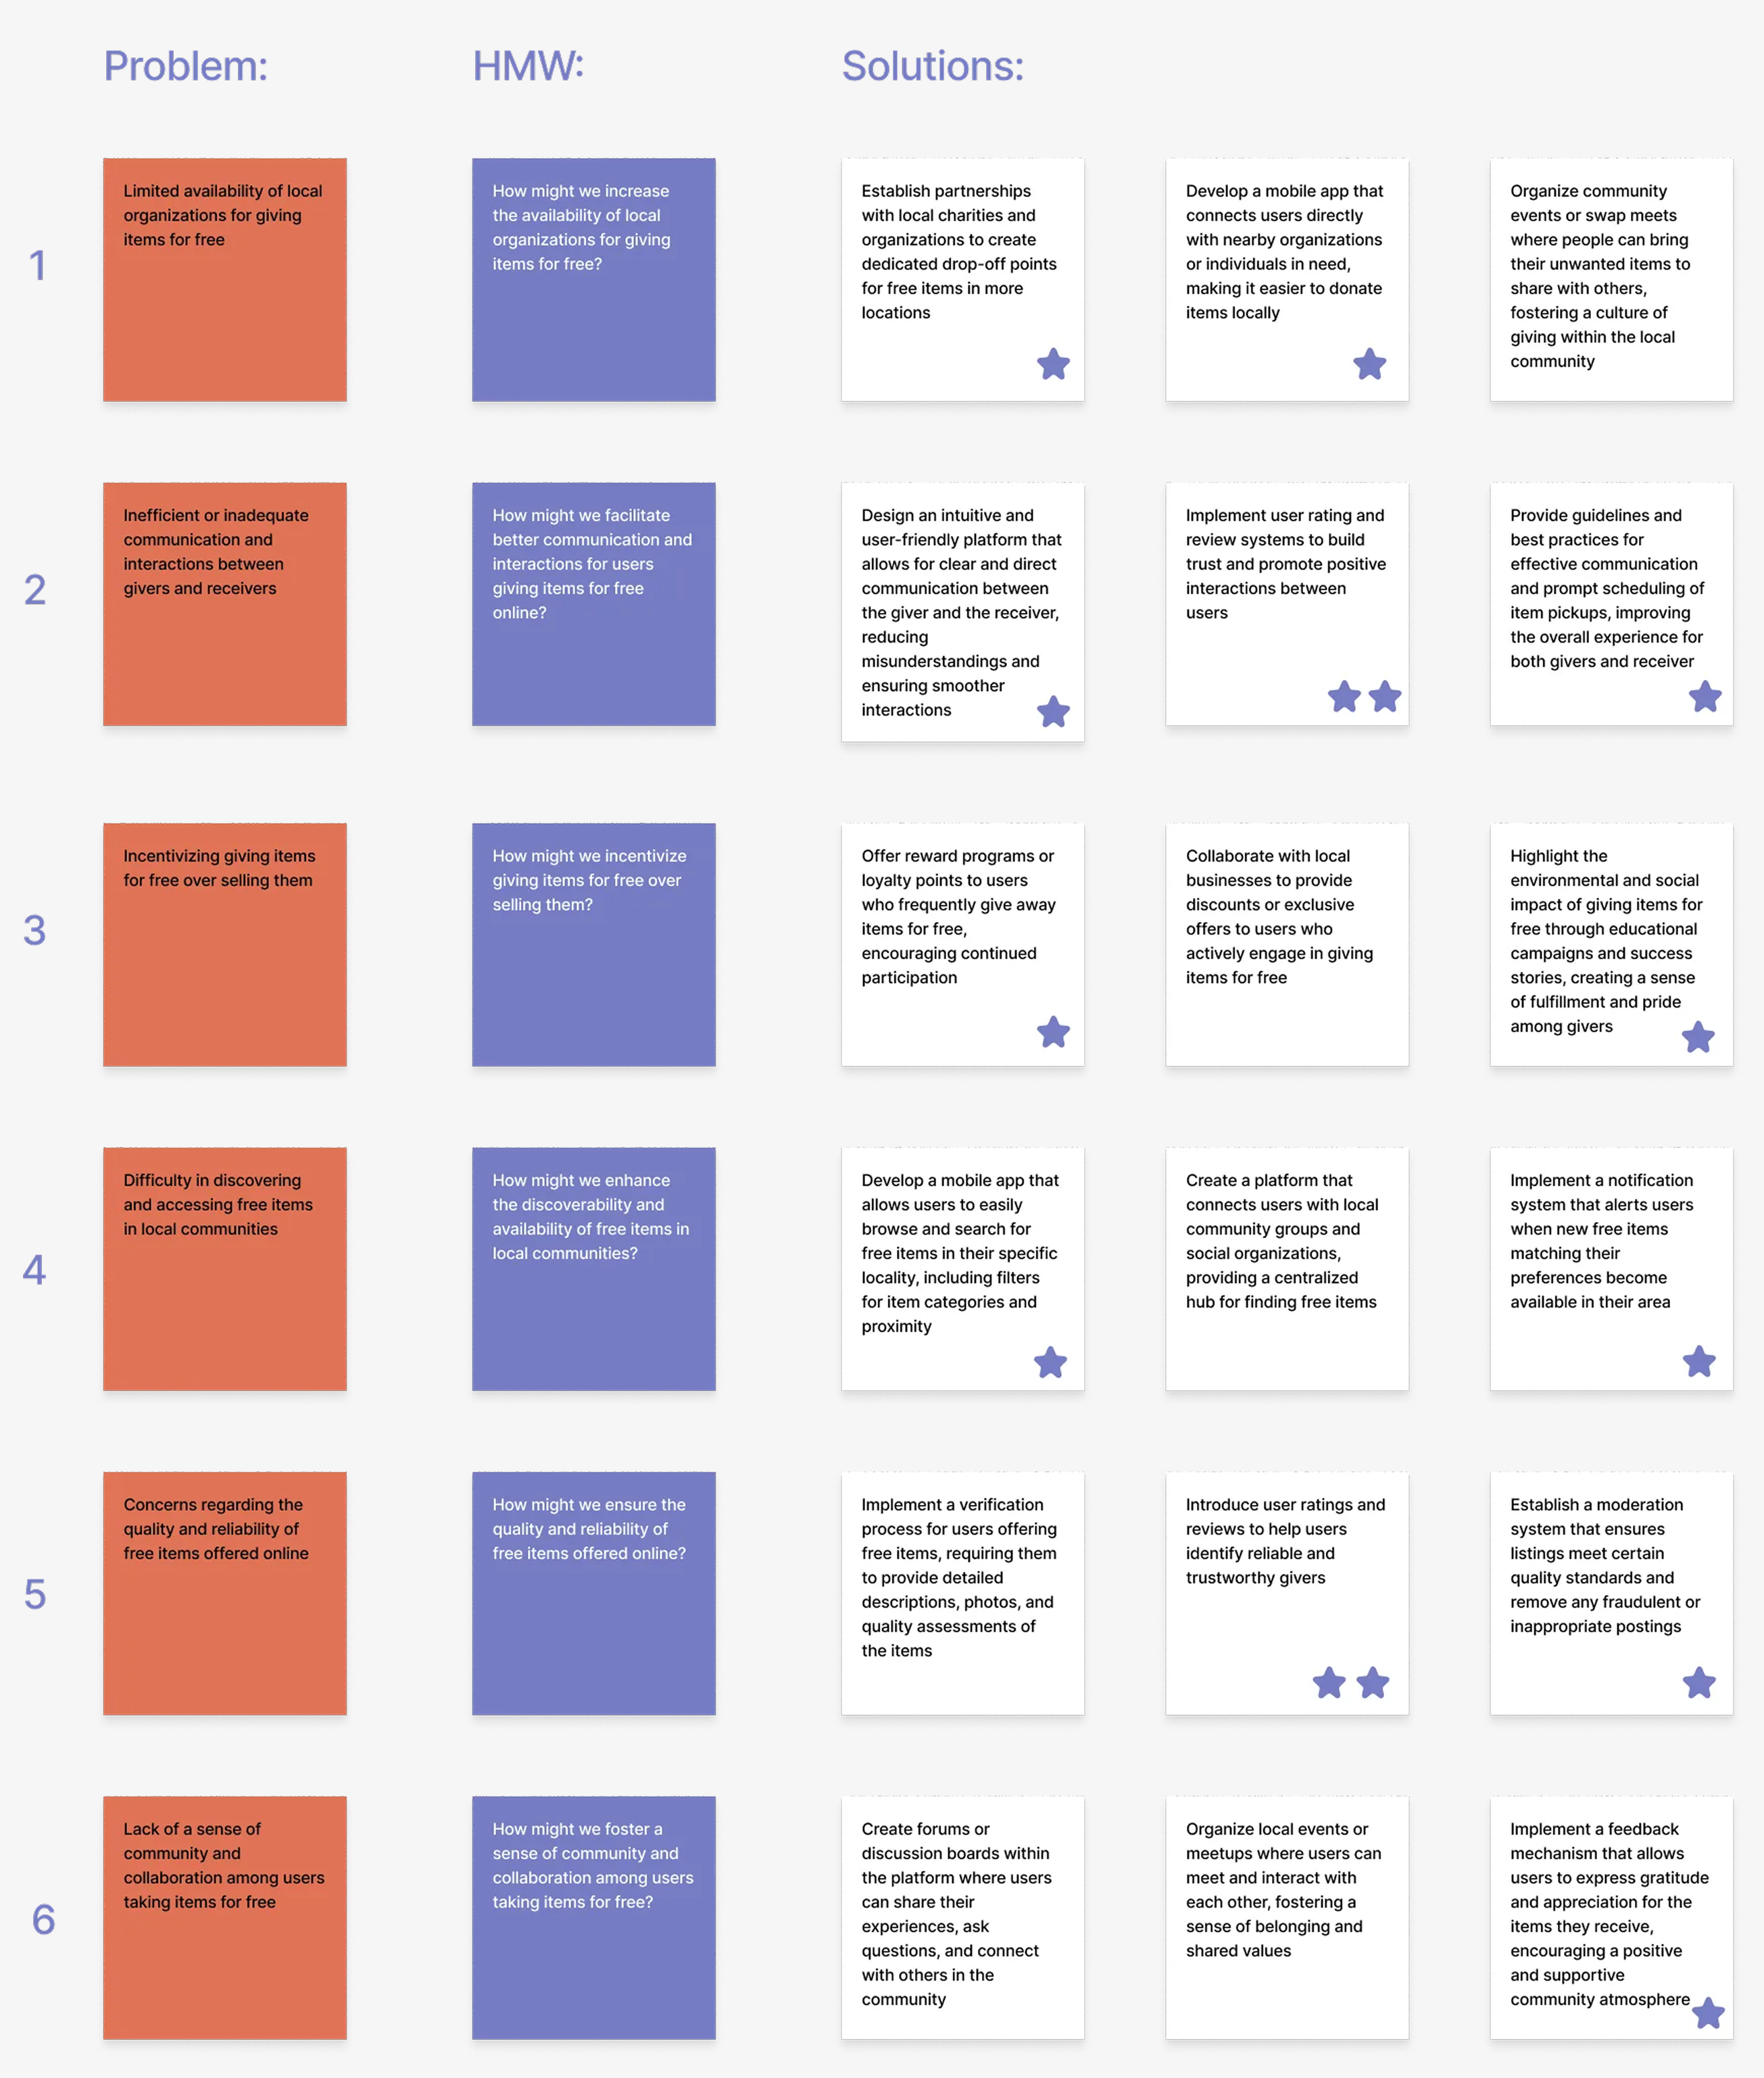 Problem:
HMW:
Solutions:
1
Limited availability of local
organizations for giving
items for free
How might we increase
the availability of local
organizations for giving
items for free?
Establish partnerships
with local charities and
organizations to create
dedicated drop-off points
for free items in more
locations
Develop a mobile app that
connects users directly
with nearby organizations
or individuals in need,
making it easier to donate
items locally
Organize community
events or swap meets
where people can bring
their unwanted items to
share with others,
fostering a culture of
giving within the local
community
2
Inefficient or inadequate
communication and
interactions between
givers and receivers
How might we facilitate
better communication and
interactions for users
giving items for free
online?
Design an intuitive and
user-friendly platform that
allows for clear and direct
communication between
the giver and the receiver,
reducing
misunderstandings and
ensuring smoother
interactions
Implement user rating and
review systems to build
trust and promote positive
interactions between
users
Provide guidelines and
best practices for
effective communication
and prompt scheduling of
item pickups, improving
the overall experience for
both givers and receiver
3
Incentivizing giving items
for free over selling them
How might we incentivize
giving items for free over
selling them?
Offer reward programs or
loyalty points to users
who frequently give away
items for free,
encouraging continued
participation
Collaborate with local
businesses to provide
discounts or exclusive
offers to users who
actively engage in giving
items for free
Highlight the
environmental and social
impact of giving items for
free through educational
campaigns and success
stories, creating a sense
of fulfillment and pride
among givers
4
Difficulty in discovering
and accessing free items
in local communities
How might we enhance
the discoverability and
availability of free items in
local communities?
Develop a mobile app that
allows users to easily
browse and search for
free items in their specific
locality, including filters
for item categories and
proximity
Create a platform that
connects users with local
community groups and
social organizations,
providing a centralized
hub for finding free items
Implement a notification
system that alerts users
when new free items
matching their
preferences become
available in their area
5
Concerns regarding the
quality and reliability of
free items offered online
How might we ensure the
quality and reliability of
free items offered online?
Implement a verification
process for users offering
free items, requiring them
to provide detailed
descriptions, photos, and
quality assessments of
the items
Introduce user ratings and
reviews to help users
identify reliable and
trustworthy givers
Establish a moderation
system that ensures
listings meet certain
quality standards and
remove any fraudulent or
inappropriate postings
6
Lack of a sense of
community and
collaboration among users
taking items for free
How might we foster a
sense of community and
collaboration among users
taking items for free?
Create forums or
discussion boards within
the platform where users
can share their
experiences, ask
questions, and connect
with others in the
community
Organize local events or
meetups where users can
meet and interact with
each other, fostering a
sense of belonging and
shared values
Implement a feedback
mechanism that allows
users to express gratitude
and appreciation for the
items they receive,
encouraging a positive
and supportive
community atmosphere